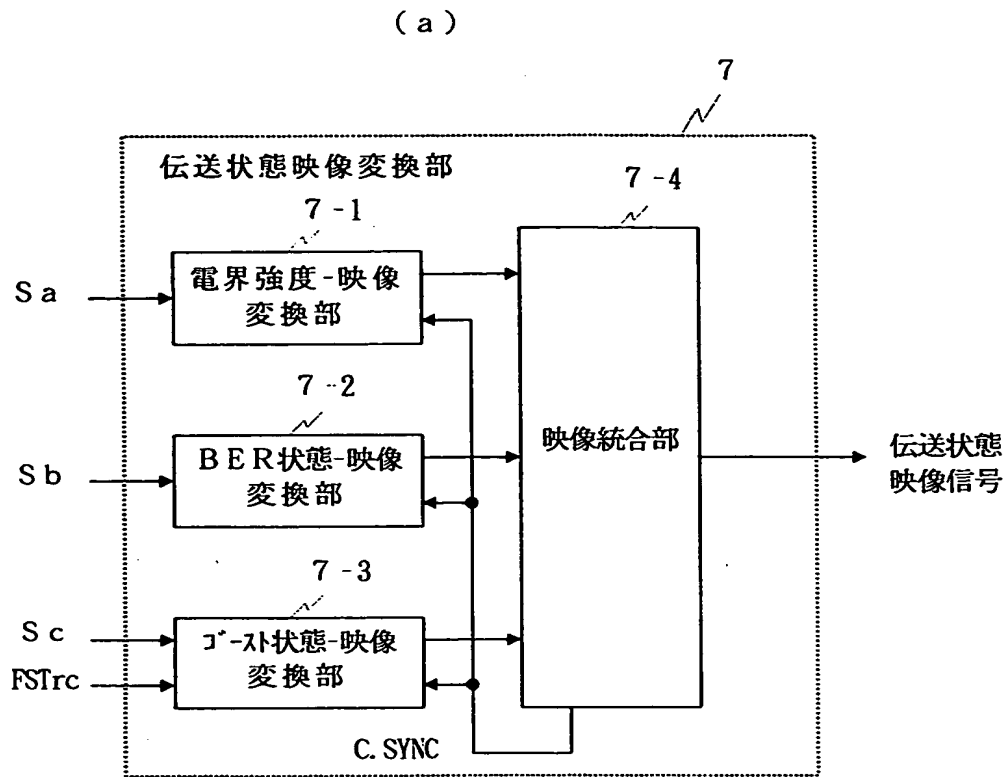 (a)
7
伝送状態映像変換部
7-1
7-4
Sa
電界強度-映像
変換部
7-2
Sb
BER状態-映像
変換部
映像統合部
伝送状態
映像信号
7-3
Sc
FSTrc
ゴースト状態-映像
変換部
C.SYNC